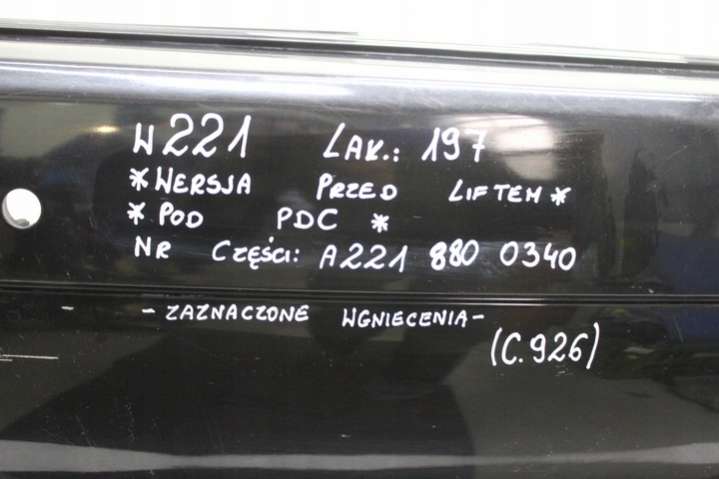 W221 LAK.: 197
*WERSJA PRZED LIFTEM*
*POD PDC *
NR CZĘŚCI: A221 880 0340
- ZAZNACZONE WGNIECENIA-
(C.926)